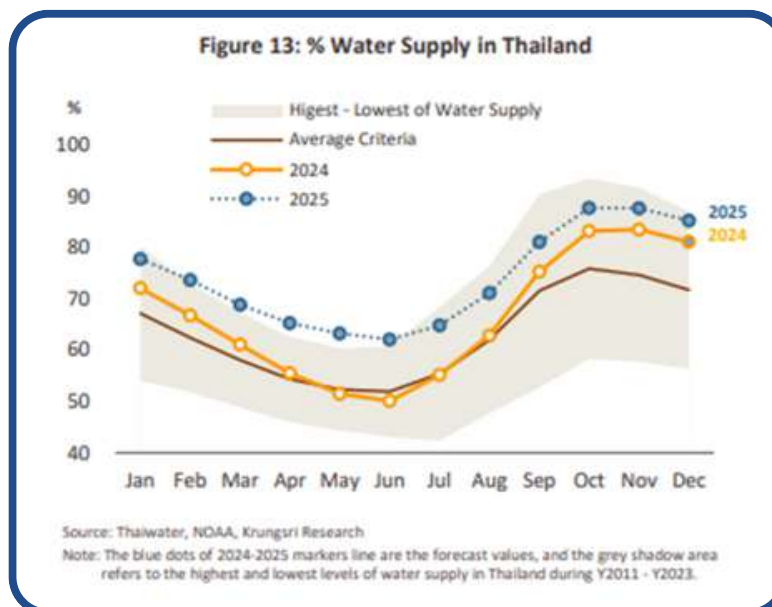 Figure 13: % Water Supply in Thailand
%
Higest - Lowest of Water Supply
Average Criteria
2024
2025
100
90
80
70
60
50
40
2025
2024
Jan Feb Mar Apr May Jun Jul Aug Sep Oct Nov Dec
Source: Thaiwater, NOAA, Krungsri Research
Note: The blue dots of 2024-2025 markers line are the forecast values, and the grey shadow area
refers to the highest and lowest levels of water supply in Thailand during Y2011 - Y2023.